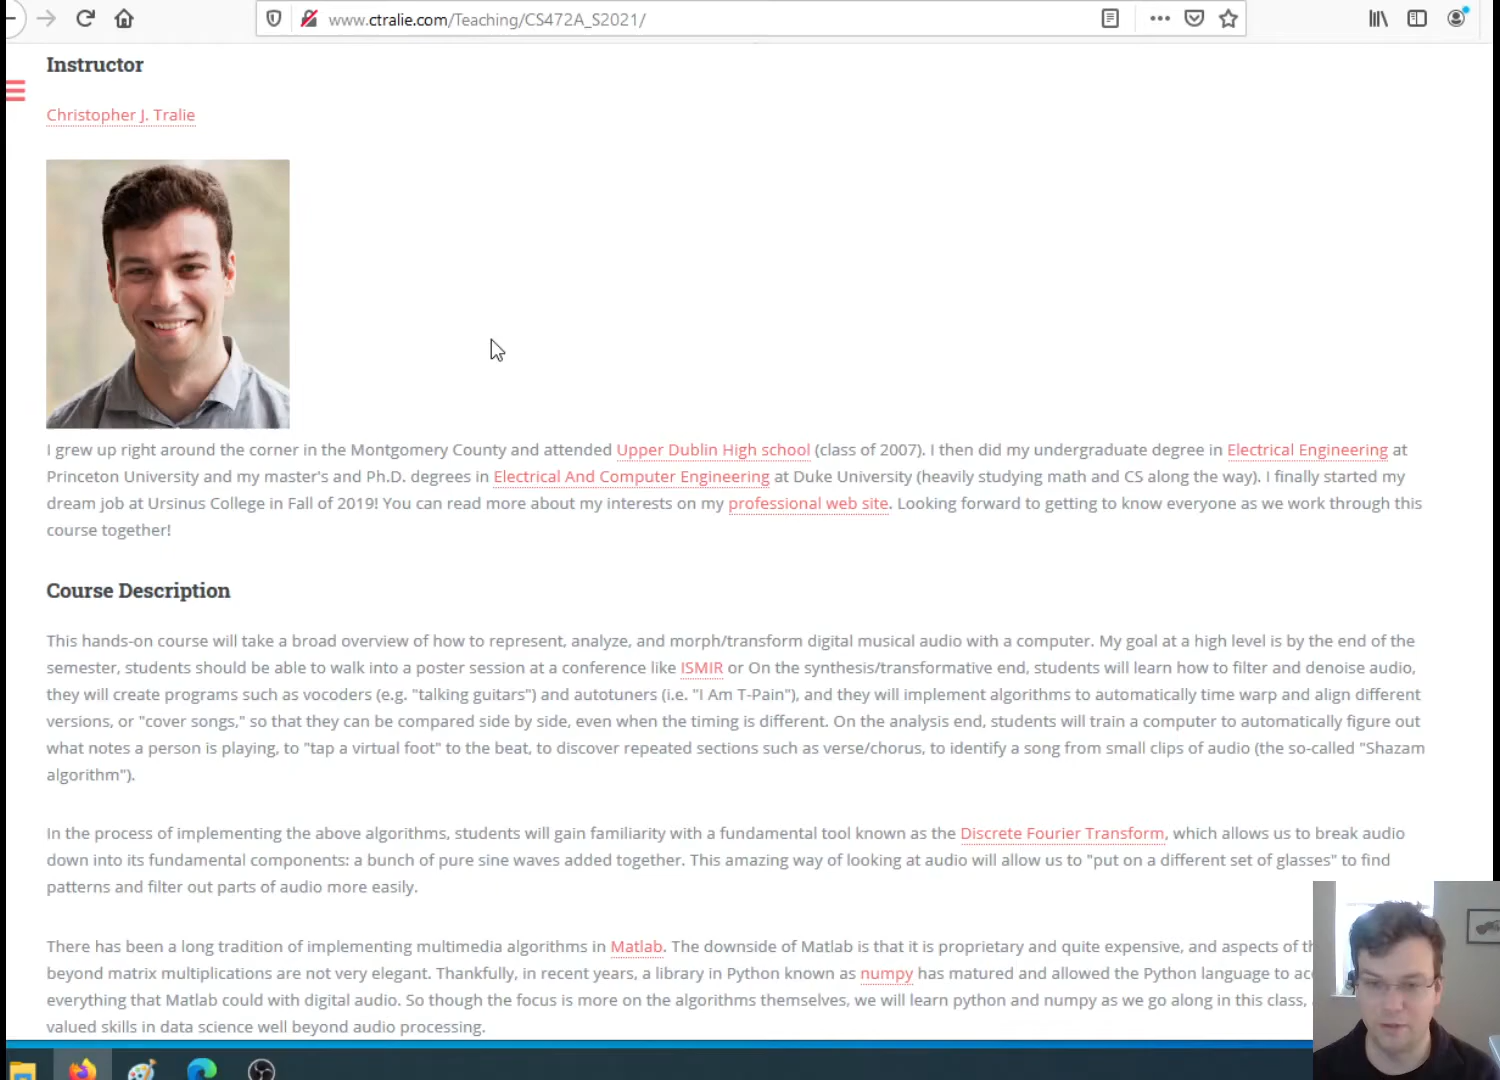 www.ctralie.com/Teaching/CS472A_S2021/
Instructor
Christopher J. Tralie
I grew up right around the corner in the Montgomery County and attended Upper Dublin High school (class of 2007). I then did my undergraduate degree in Electrical Engineering at
Princeton University and my master's and Ph.D. degrees in Electrical And Computer Engineering at Duke University (heavily studying math and CS along the way). I finally started my
dream job at Ursinus College in Fall of 2019! You can read more about my interests on my professional web site. Looking forward to getting to know everyone as we work through this
course together!
Course Description
This hands-on course will take a broad overview of how to represent, analyze, and morph/transform digital musical audio with a computer. My goal at a high level is by the end of the
semester, students should be able to walk into a poster session at a conference like ISMIR or On the synthesis/transformative end, students will learn how to filter and denoise audio,
they will create programs such as vocoders (e.g. "talking guitars") and autotuners (i.e. "I Am T-Pain"), and they will implement algorithms to automatically time warp and align different
versions, or "cover songs," so that they can be compared side by side, even when the timing is different. On the analysis end, students will train a computer to automatically figure out
what notes a person is playing, to "tap a virtual foot" to the beat, to discover repeated sections such as verse/chorus, to identify a song from small clips of audio (the so-called "Shazam
algorithm").
In the process of implementing the above algorithms, students will gain familiarity with a fundamental tool known as the Discrete Fourier Transform, which allows us to break audio
down into its fundamental components: a bunch of pure sine waves added together. This amazing way of looking at audio will allow us to "put on a different set of glasses" to find
patterns and filter out parts of audio more easily.
There has been a long tradition of implementing multimedia algorithms in Matlab. The downside of Matlab is that it is proprietary and quite expensive, and aspects of
beyond matrix multiplications are not very elegant. Thankfully, in recent years, a library in Python known as numpy has matured and allowed the Python language to
everything that Matlab could with digital audio. So though the focus is more on the algorithms themselves, we will learn python and numpy as we go along in this class,
valued skills in data science well beyond audio processing.